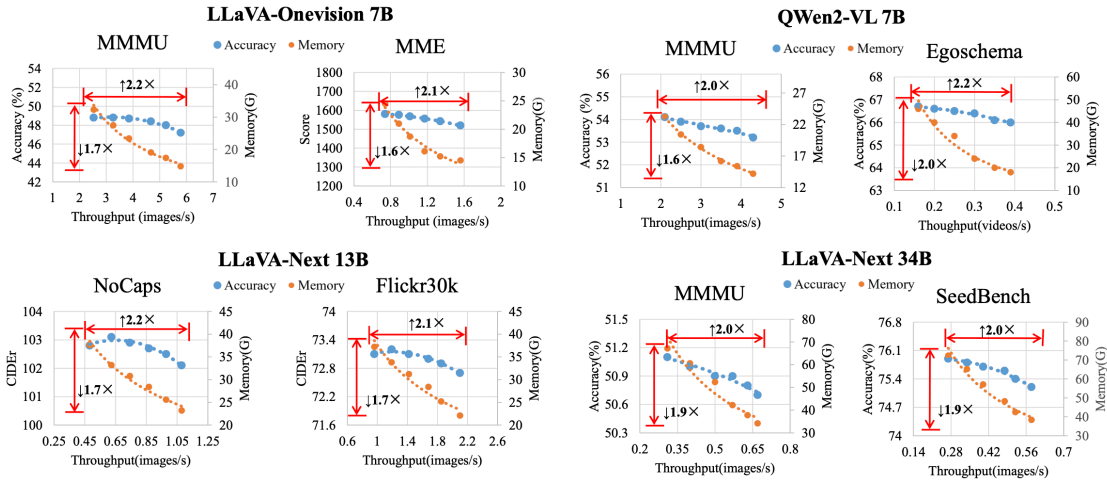 LLaVA-Onevision 7B
QWen2-VL 7B
MMMU
Accuracy Memory
MME
MMMU
Accuracy Memory
Egoschema
54
52
50
48
46
44
42
Accuracy (%)
↑2.2×
↓1.7×
40
35
30
25
20
15
10
Memory(G)
1 2 3 4 5 6 7
Throughput (images/s)
1800
1700
1600
1500
1400
1300
1200
Score
↑2.1×
↓1.6×
30
25
20
15
10
Memory(G)
0.4 0.8 1.2 1.6 2
Throughput(images/s)
56
55
54
53
52
51
Accuracy (%)
↑2.0×
↓1.6×
27
22
17
12
Memory(G)
1 2 3 4 5
Throughput (images/s)
68
67
66
64
63
Accuracy(%)
↑2.2×
↓2.0×
60
50
40
30
20
10
Memory(G)
0.1 0.2 0.3 0.4 0.5
Thoughput(videos/s)
LLaVA-Next 13B
LLaVA-Next 34B
NoCaps
Accuracy Memory
Flickr30k
MMMU
Accuracy Memory
SeedBench
104
103
102
101
100
CIDEr
↑2.2×
↓1.7×
45
40
35
30
25
20
Memory(G)
0.25 0.45 0.65 0.85 1.05 1.25
Throughput(images/s)
74
73.4
72.8
72.2
71.6
CIDEr
↑2.1×
↓1.7×
45
40
35
30
25
20
Memory(G)
0.6 1 1.4 1.8 2.2 2.6
Throughput(images/s)
51.5
51.2
50.9
50.6
50.3
Accuracy(%)
↑2.0×
↓1.9×
80
70
60
50
40
30
Memory(G)
0.2 0.4 0.5 0.7 0.8
Throughput(images/s)
76.8
76.1
75.4
74.7
74
Accuracy(%)
↑2.0×
↓1.9×
90
80
70
60
50
40
30
Memory(G)
0.14 0.28 0.42 0.56 0.7
Throughput(images/s)